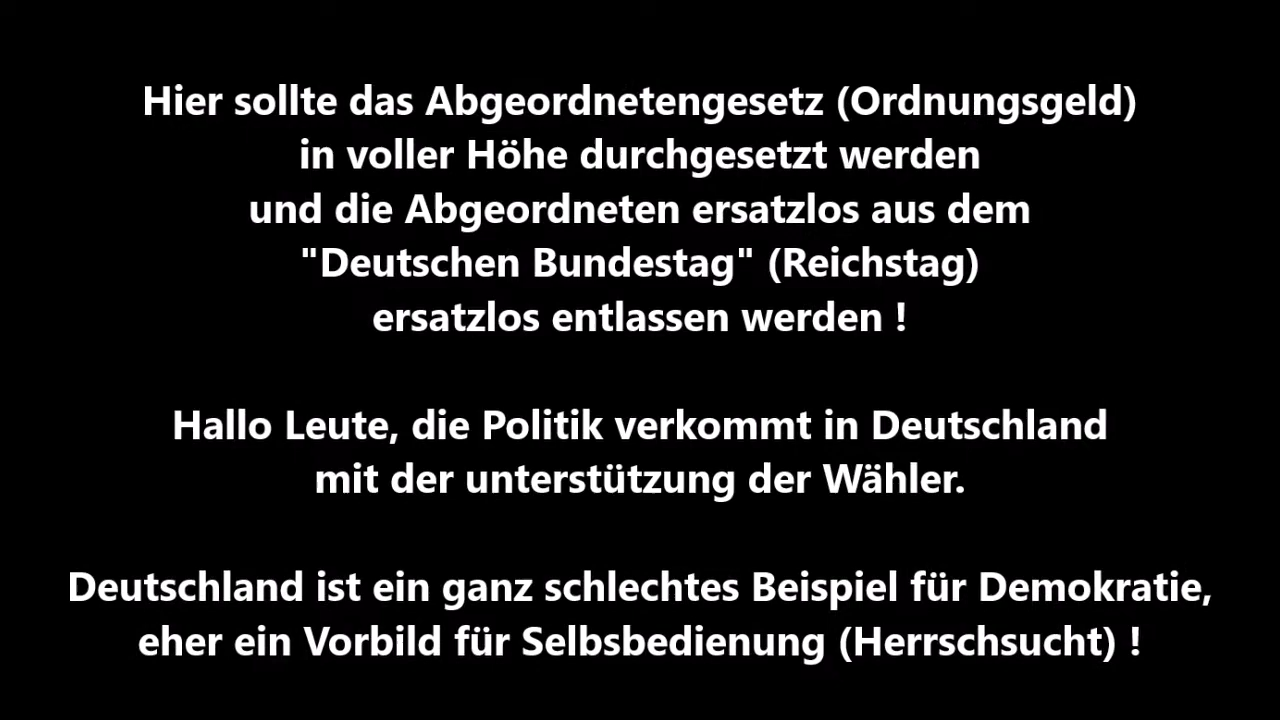 Hier sollte das Abgeordnetengesetz (Ordnungsgeld)
in voller Höhe durchgesetzt werden
und die Abgeordneten ersatzlos aus dem
"Deutschen Bundestag" (Reichstag)
ersatzlos entlassen werden !
Hallo Leute, die Politik verkommt in Deutschland
mit der unterstützung der Wähler.
Deutschland ist ein ganz schlechtes Beispiel für Demokratie,
eher ein Vorbild für Selbsbedienung (Herrschsucht) !